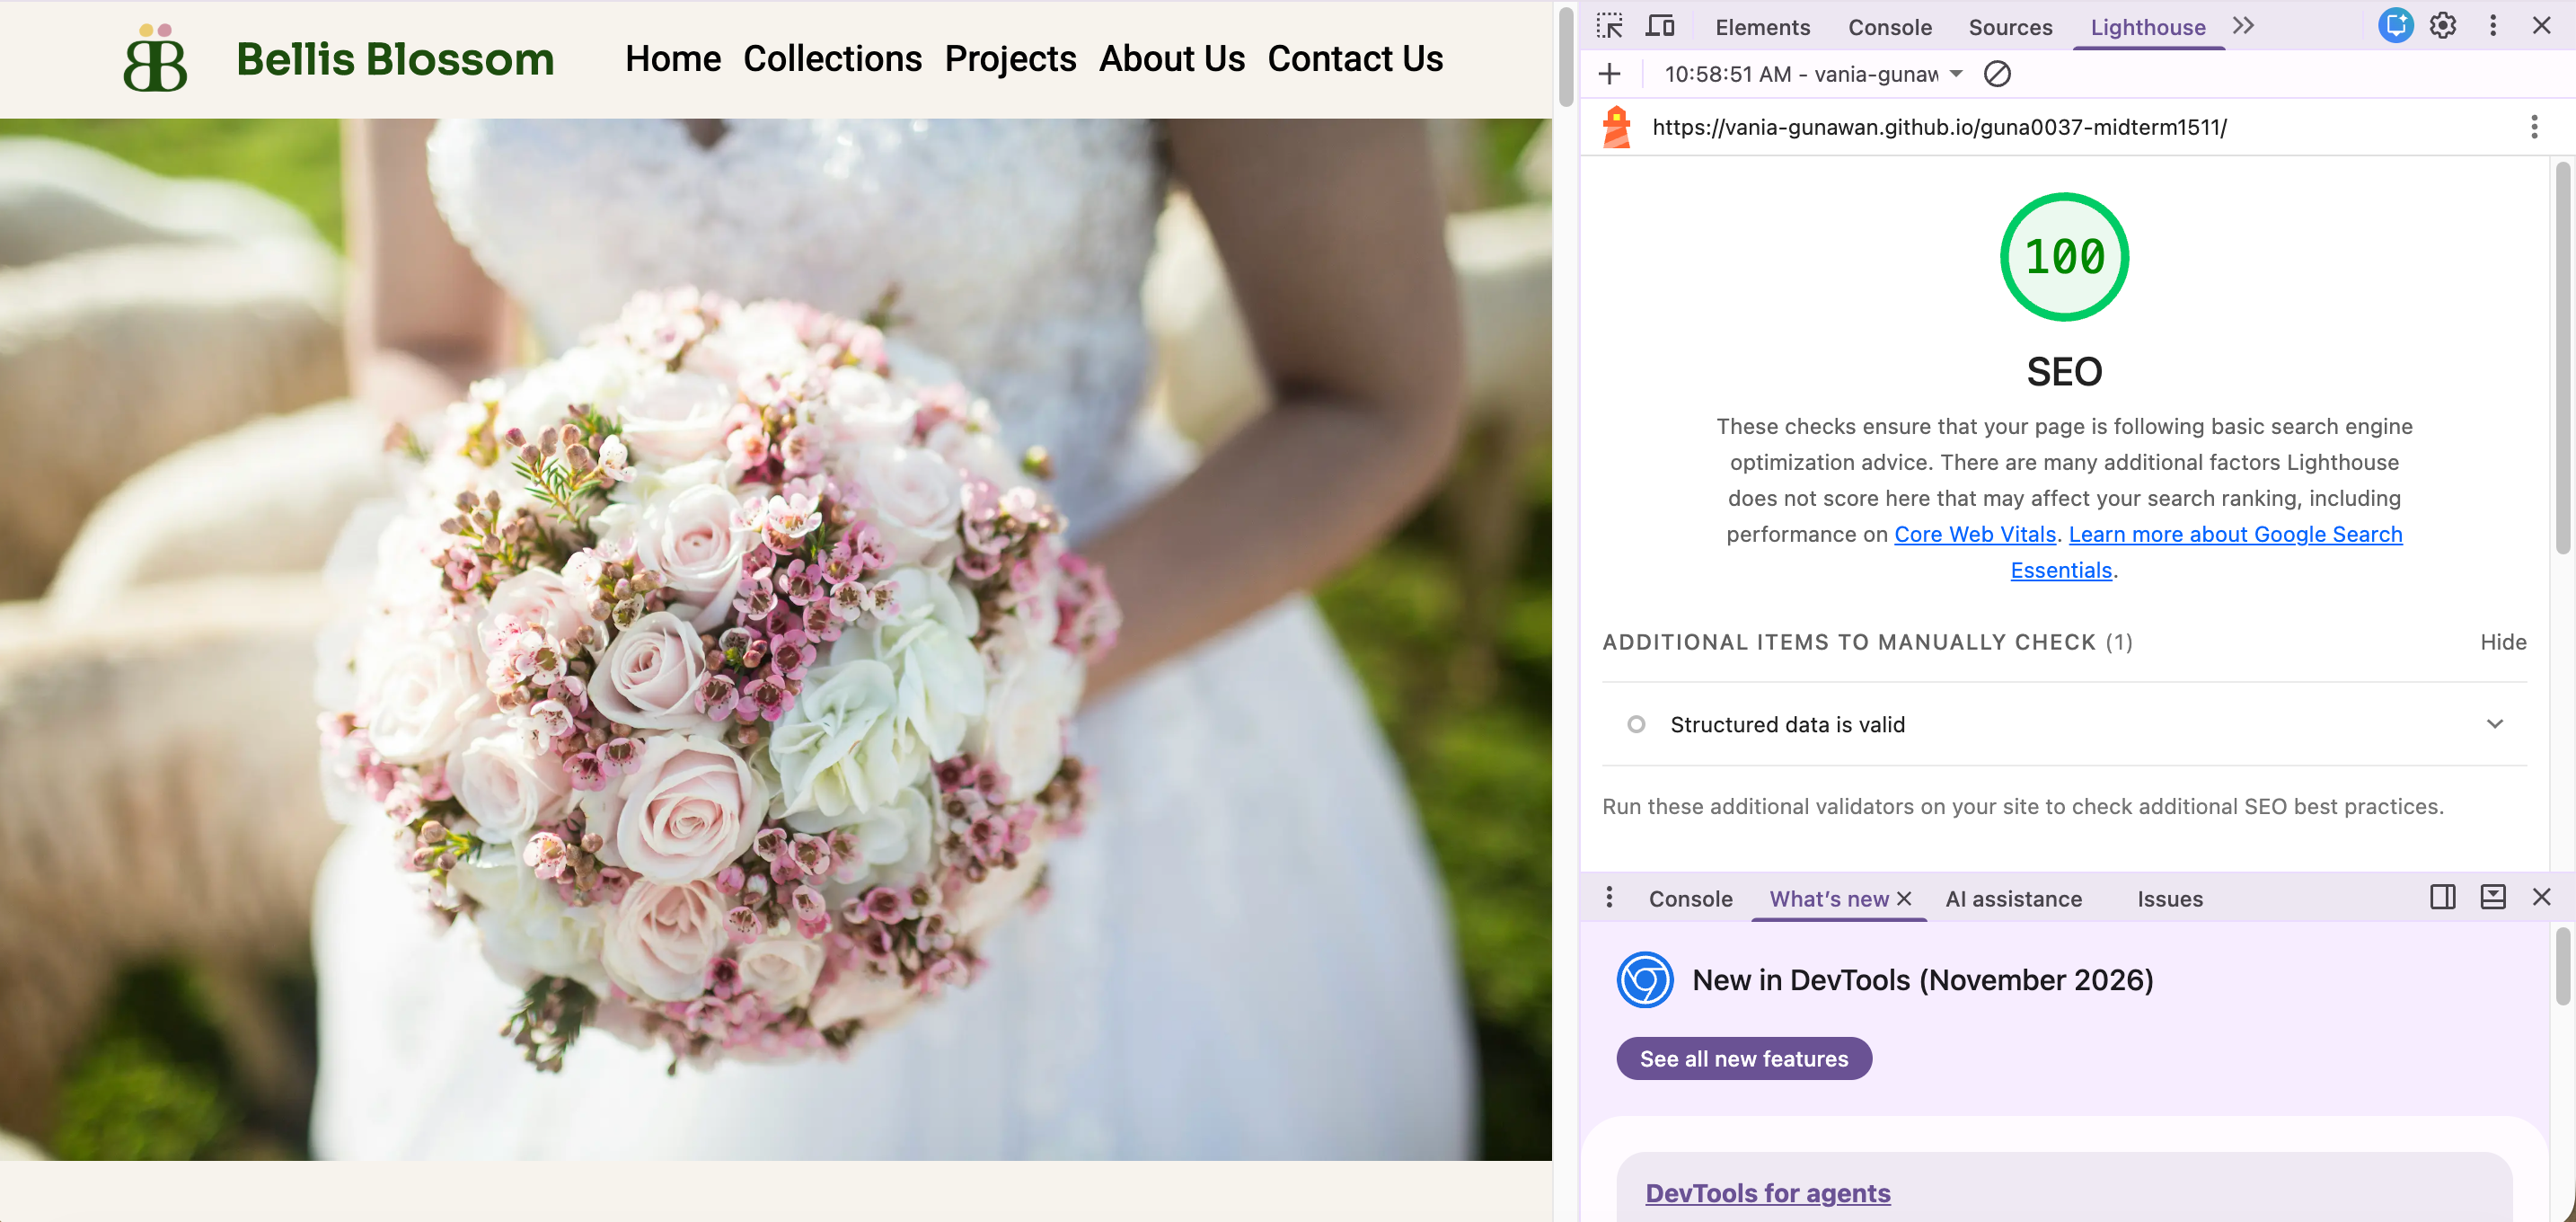 Bellis Blossom
Home Collections Projects About Us Contact Us
Elements Console Sources Lighthouse
10:58:51 AM - vania-gunaw
https://vania-gunawan.github.io/guna0037-midterm1511/
100
SEO
These checks ensure that your page is following basic search engine
optimization advice. There are many additional factors Lighthouse
does not score here that may affect your search ranking, including
performance on Core Web Vitals. Learn more about Google Search
Essentials.
ADDITIONAL ITEMS TO MANUALLY CHECK (1) Hide
Structured data is valid
Run these additional validators on your site to check additional SEO best practices.
Console What's new AI assistance Issues
New in DevTools (November 2026)
See all new features
DevTools for agents